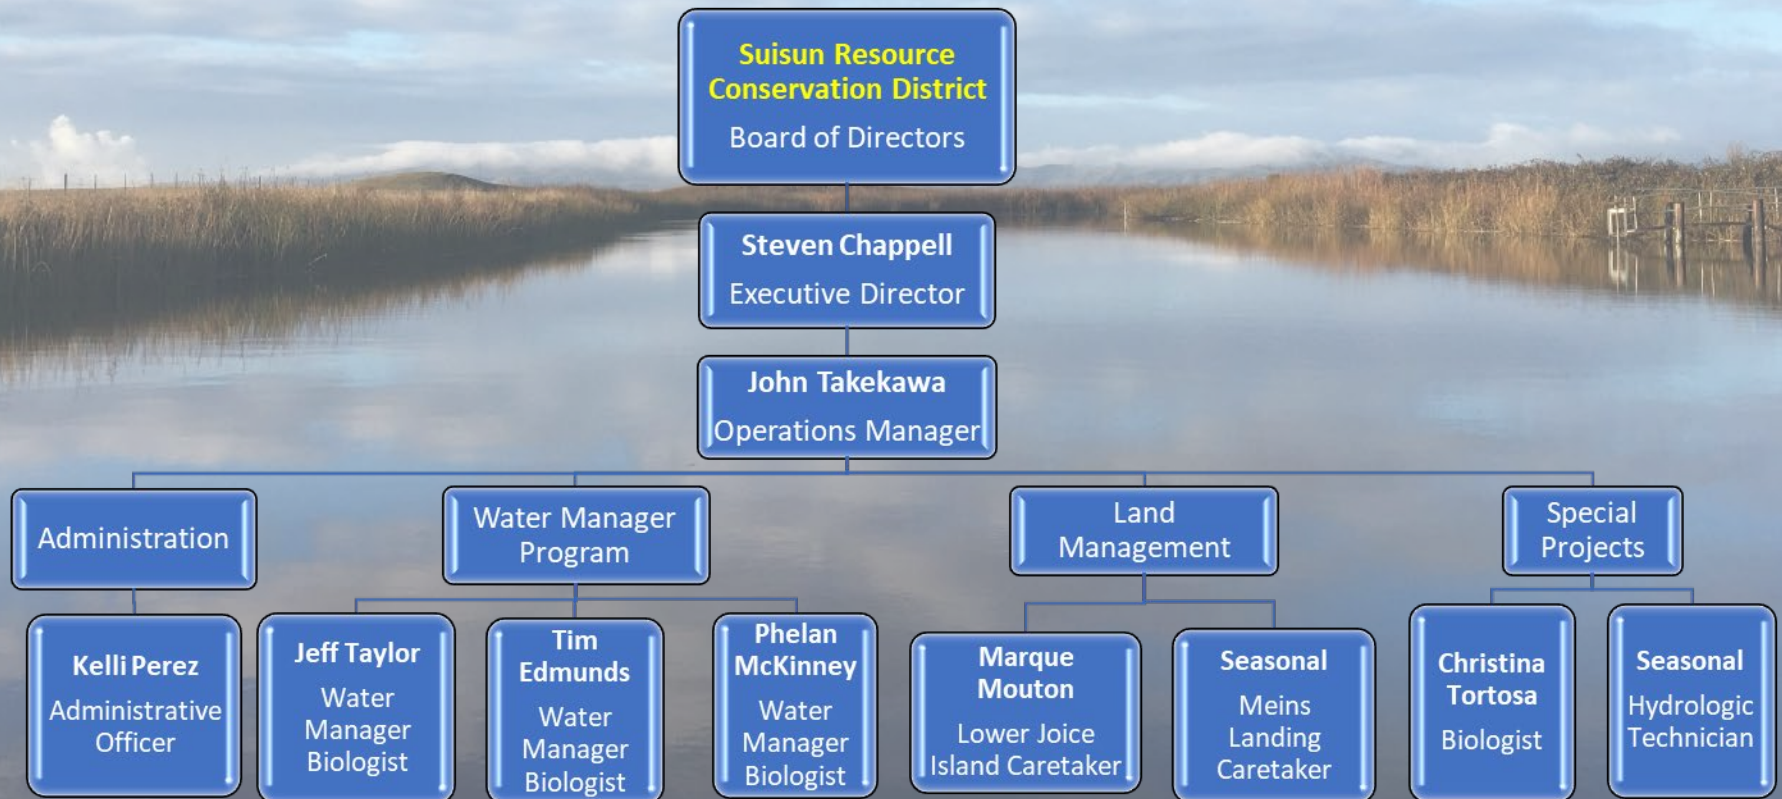 Suisun Resource
Conservation District
Board of Directors
Steven Chappell
Executive Director
John Takekawa
Operations Manager
Administration
Water Manager
Program
Land
Management
Special
Projects
Kelli Perez
Administrative
Officer
Jeff Taylor
Water
Manager
Biologist
Tim
Edmunds
Water
Manager
Biologist
Phelan
McKinney
Water
Manager
Biologist
Marque
Mouton
Lower Joice
Island Caretaker
Seasonal
Meins
Landing
Caretaker
Christina
Tortosa
Biologist
Seasonal
Hydrologic
Technician